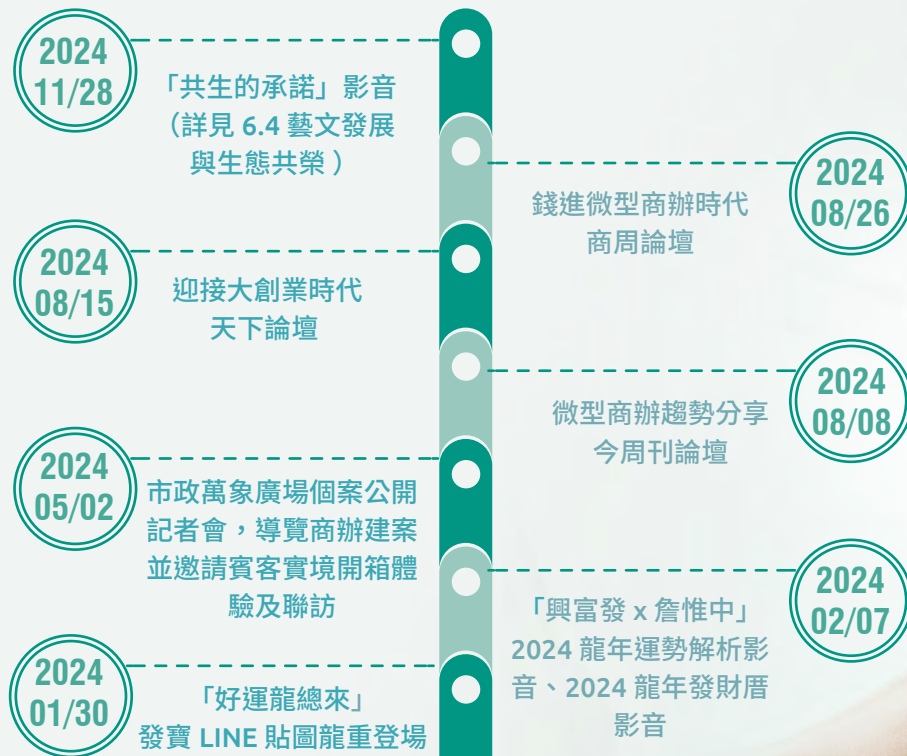 2024
11/28
「共生的承諾」影音
（詳見 6.4 藝文發展
與生態共榮 ）
2024
08/26
錢進微型商辦時代
商周論壇
2024
08/15
迎接大創業時代
天下論壇
2024
08/08
微型商辦趨勢分享
今周刊論壇
2024
05/02
市政萬象廣場個案公開
記者會，導覽商辦建案
並邀請賓客實境開箱體
驗及聯訪
2024
02/07
「興富發 x 詹惟中」
2024 龍年運勢解析影
音、2024 龍年發財厝
影音
2024
01/30
「好運龍總來」
發寶 LINE 貼圖龍重登場